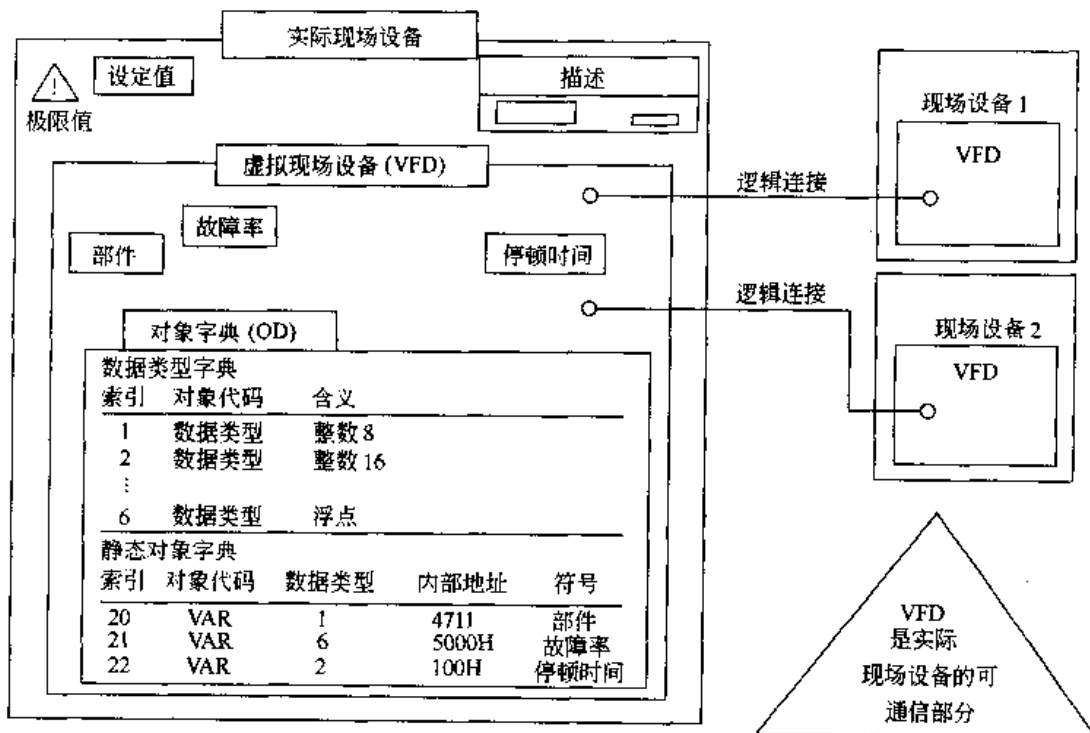 实际现场设备
设定值
描述
!
极限值
虚拟现场设备 (VFD)
故障率
部件
停顿时间
对象字典 (OD)
数据类型字典
索引 对象代码 含义
1 数据类型 整数 8
2 数据类型 整数 16
⋮
6 数据类型 浮点
静态对象字典
索引 对象代码 数据类型 内部地址 符号
20 VAR 1 4711 部件
21 VAR 6 5000H 故障率
22 VAR 2 100H 停顿时间
逻辑连接
逻辑连接
现场设备 1
VFD
现场设备 2
VFD
VFD
是实际
现场设备的可
通信部分